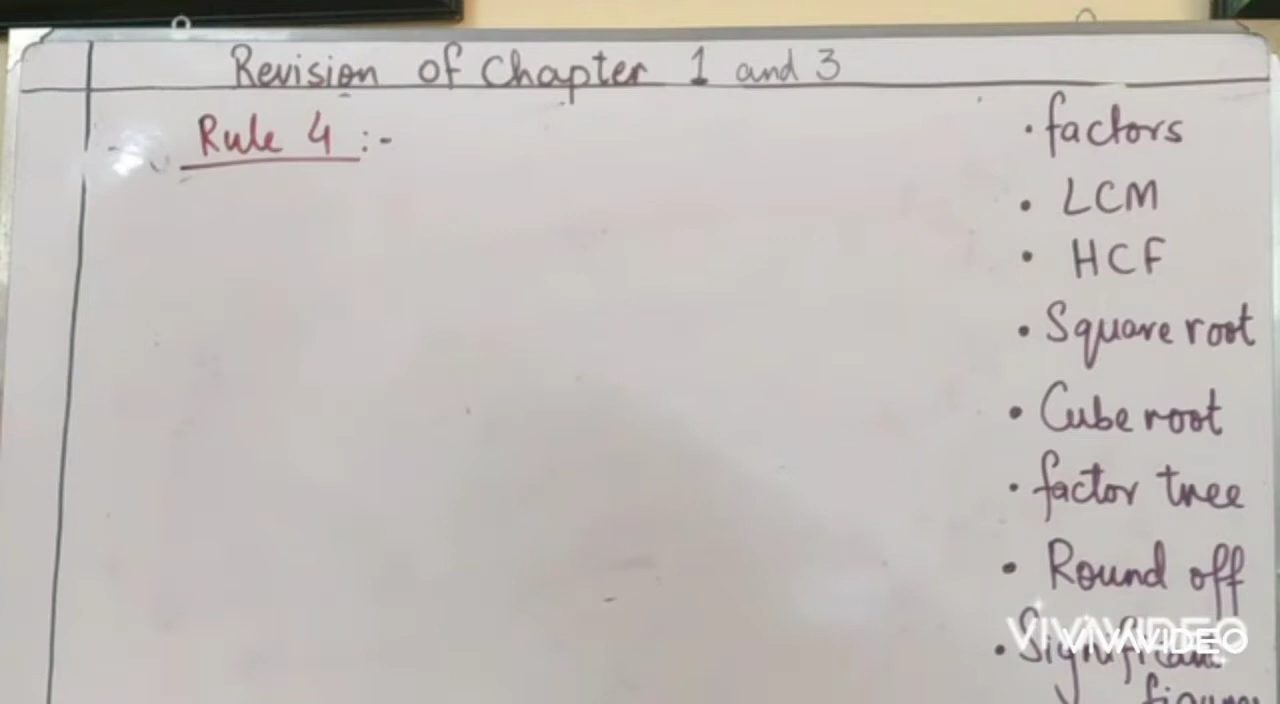 Revision of Chapter 1 and 3
Rule 4 :-
• factors
• LCM
• HCF
• Square root
• Cube root
• factor tree
• Round off
• Significant
VIVAVIDEO